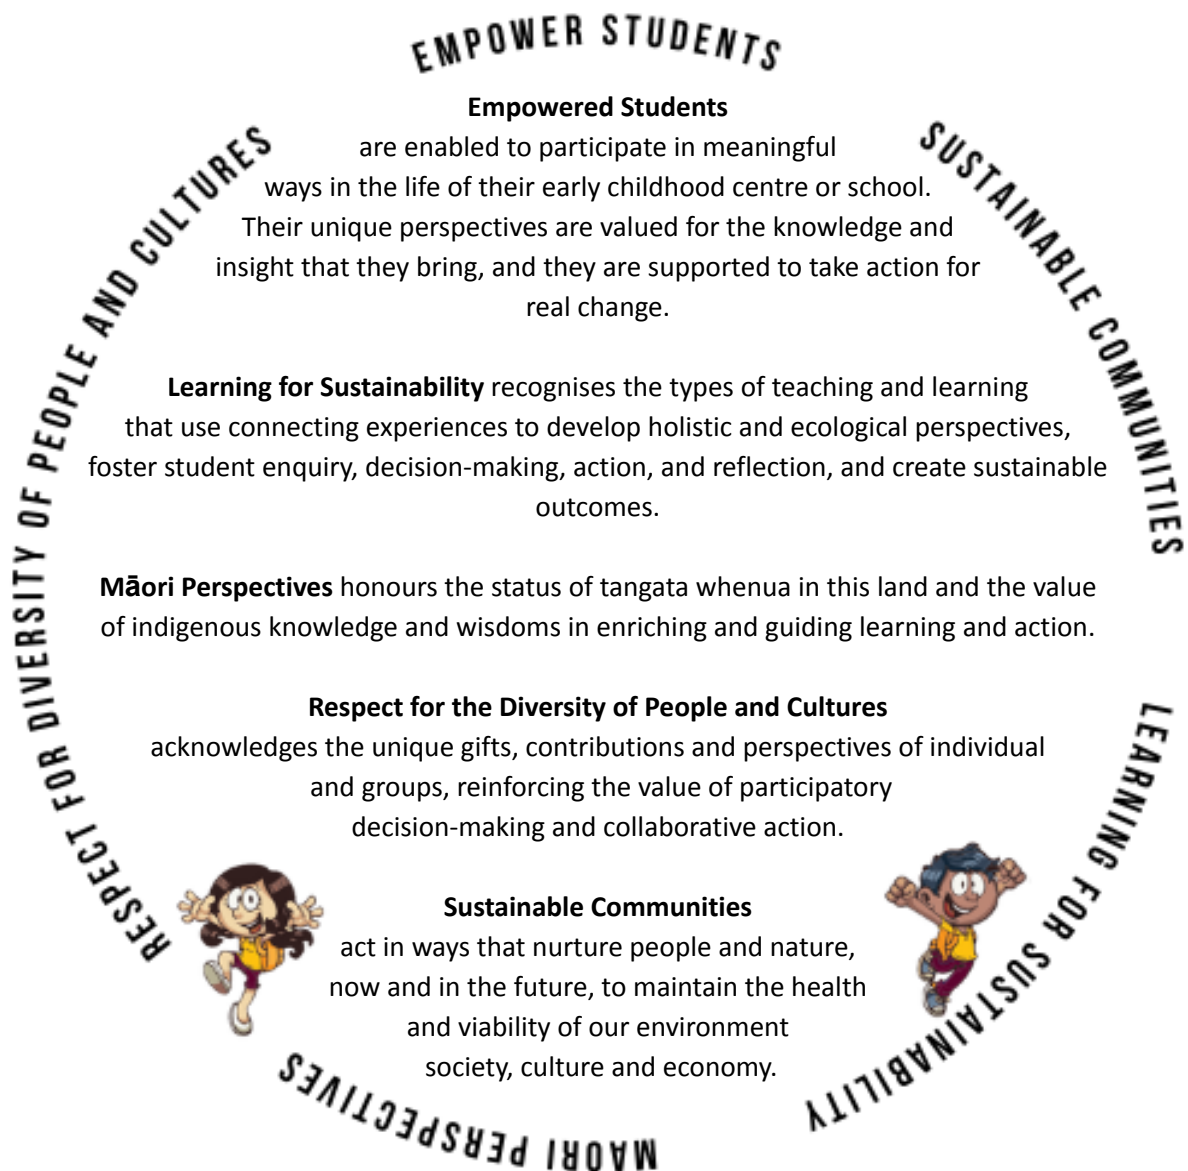 EMPOWER STUDENTS
SUSTAINABLE COMMUNITIES
LEARNING FOR SUSTAINABILITY
MAORI PERSPECTIVES
RESPECT FOR DIVERSITY OF PEOPLE AND CULTURES
Empowered Students
are enabled to participate in meaningful
ways in the life of their early childhood centre or school.
Their unique perspectives are valued for the knowledge and
insight that they bring, and they are supported to take action for
real change.
Learning for Sustainability recognises the types of teaching and learning
that use connecting experiences to develop holistic and ecological perspectives,
foster student enquiry, decision-making, action, and reflection, and create sustainable
outcomes.
Māori Perspectives honours the status of tangata whenua in this land and the value
of indigenous knowledge and wisdoms in enriching and guiding learning and action.
Respect for the Diversity of People and Cultures
acknowledges the unique gifts, contributions and perspectives of individual
and groups, reinforcing the value of participatory
decision-making and collaborative action.
Sustainable Communities
act in ways that nurture people and nature,
now and in the future, to maintain the health
and viability of our environment
society, culture and economy.